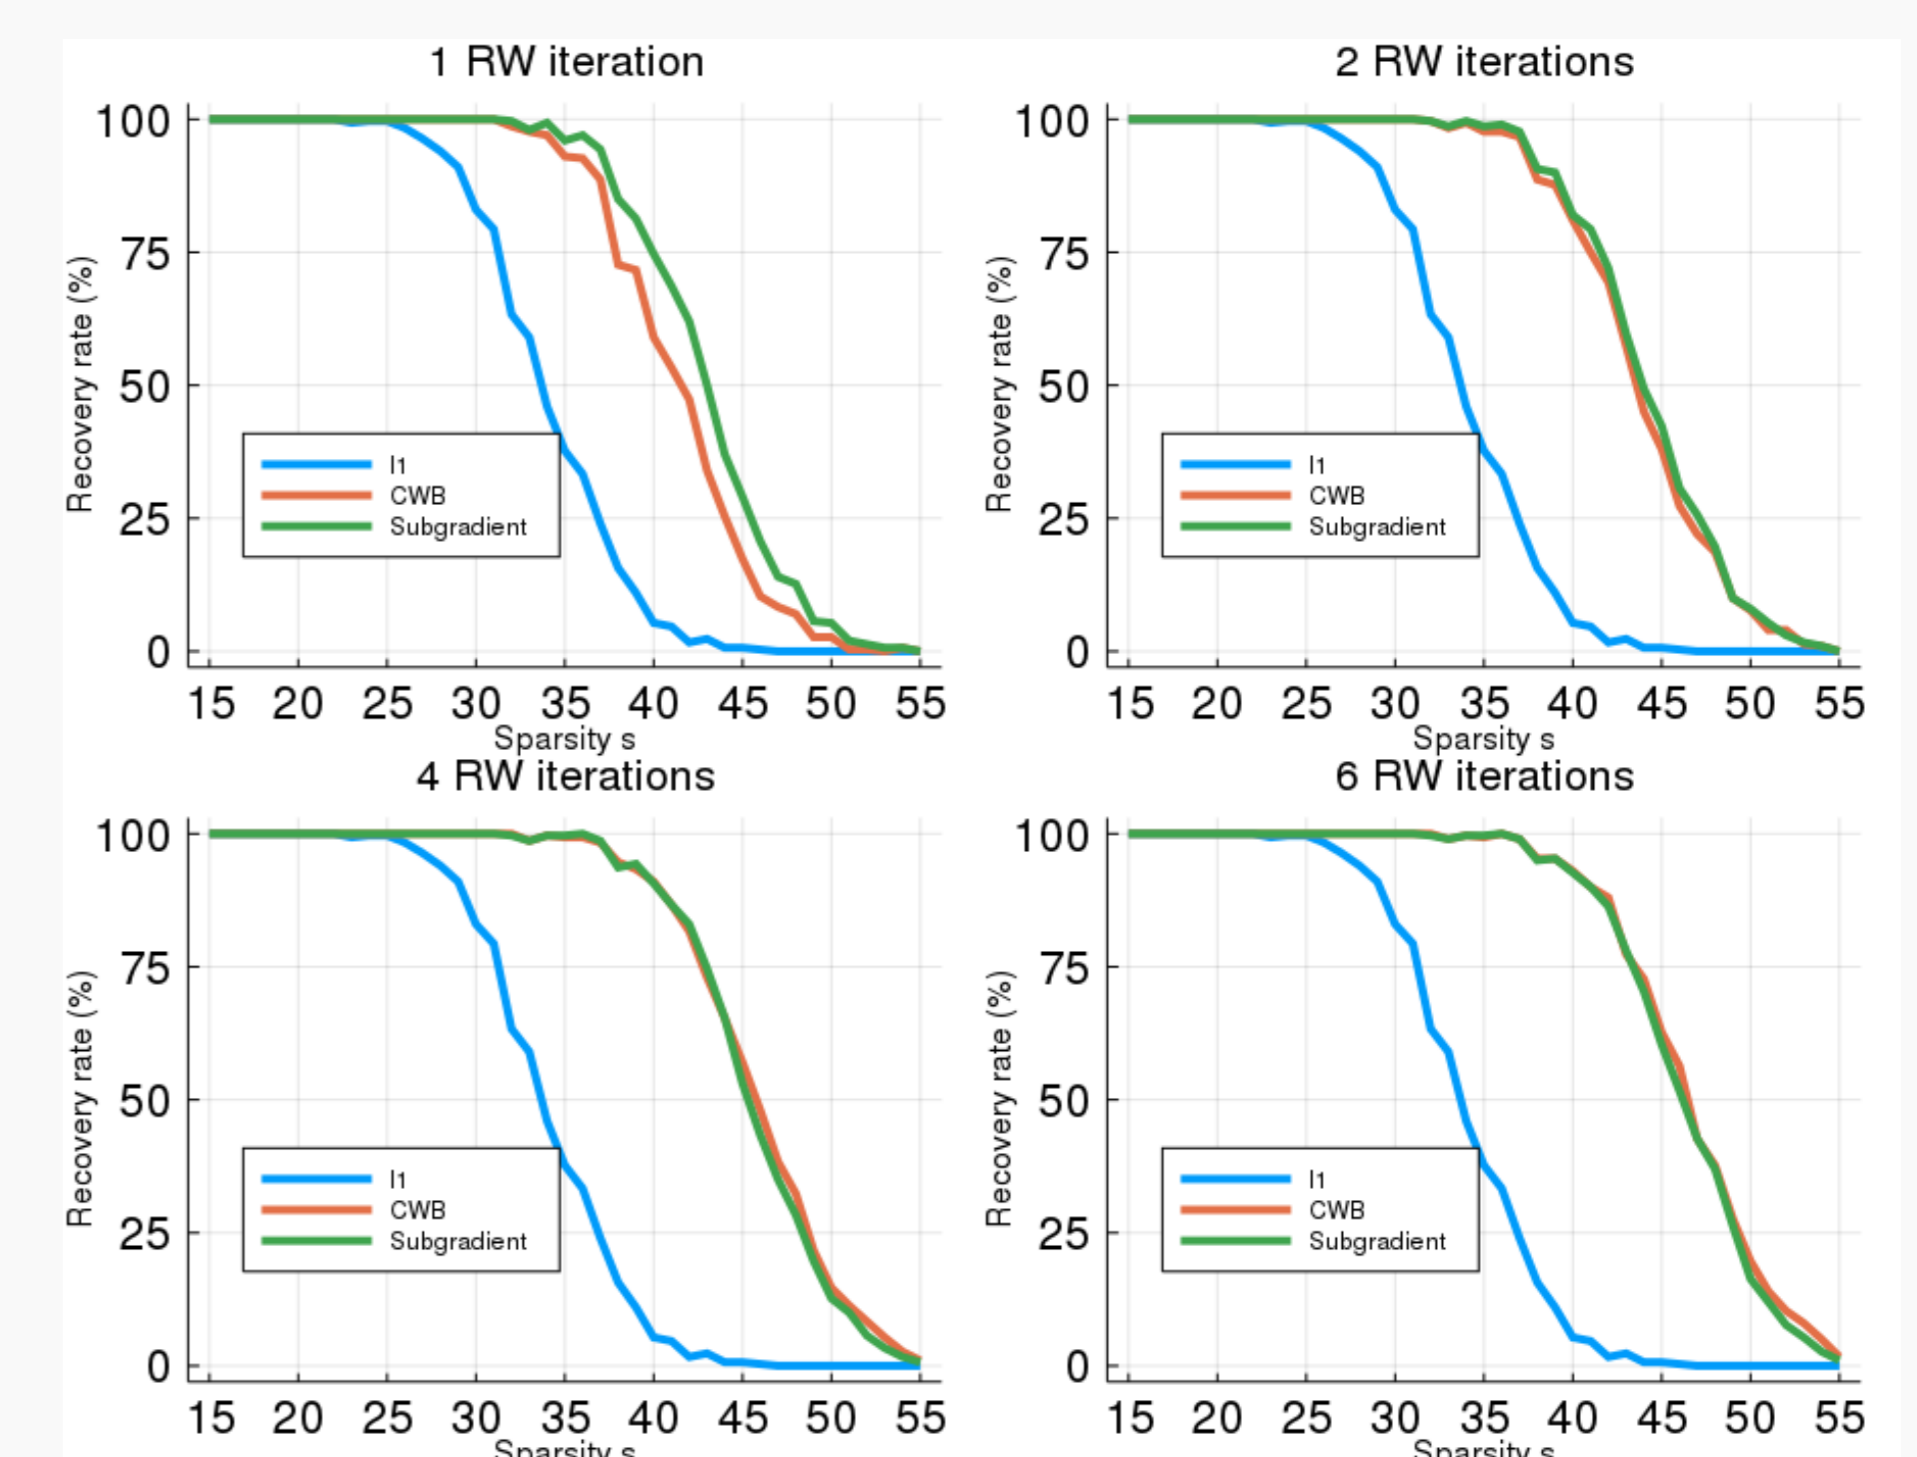 1 RW iteration
100
75
50
25
0
Recovery rate (%)
l1
CWB
Subgradient
15 20 25 30 35 40 45 50 55
Sparsity s
2 RW iterations
100
75
50
25
0
Recovery rate (%)
l1
CWB
Subgradient
15 20 25 30 35 40 45 50 55
Sparsity s
4 RW iterations
100
75
50
25
0
Recovery rate (%)
l1
CWB
Subgradient
15 20 25 30 35 40 45 50 55
Sparsity s
6 RW iterations
100
75
50
25
0
Recovery rate (%)
l1
CWB
Subgradient
15 20 25 30 35 40 45 50 55
Sparsity s